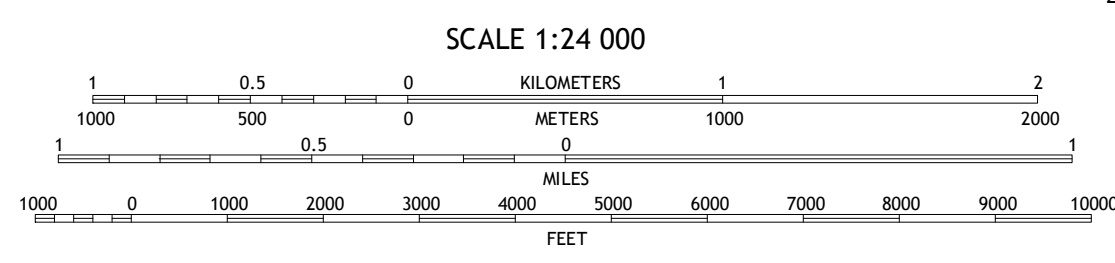 SCALE 1:24 000
1 0.5 0 KILOMETERS 1 2
1000 500 0 METERS 1000 2000
1 0.5 0 1
MILES
1000 0 1000 2000 3000 4000 5000 6000 7000 8000 9000 10000
FEET